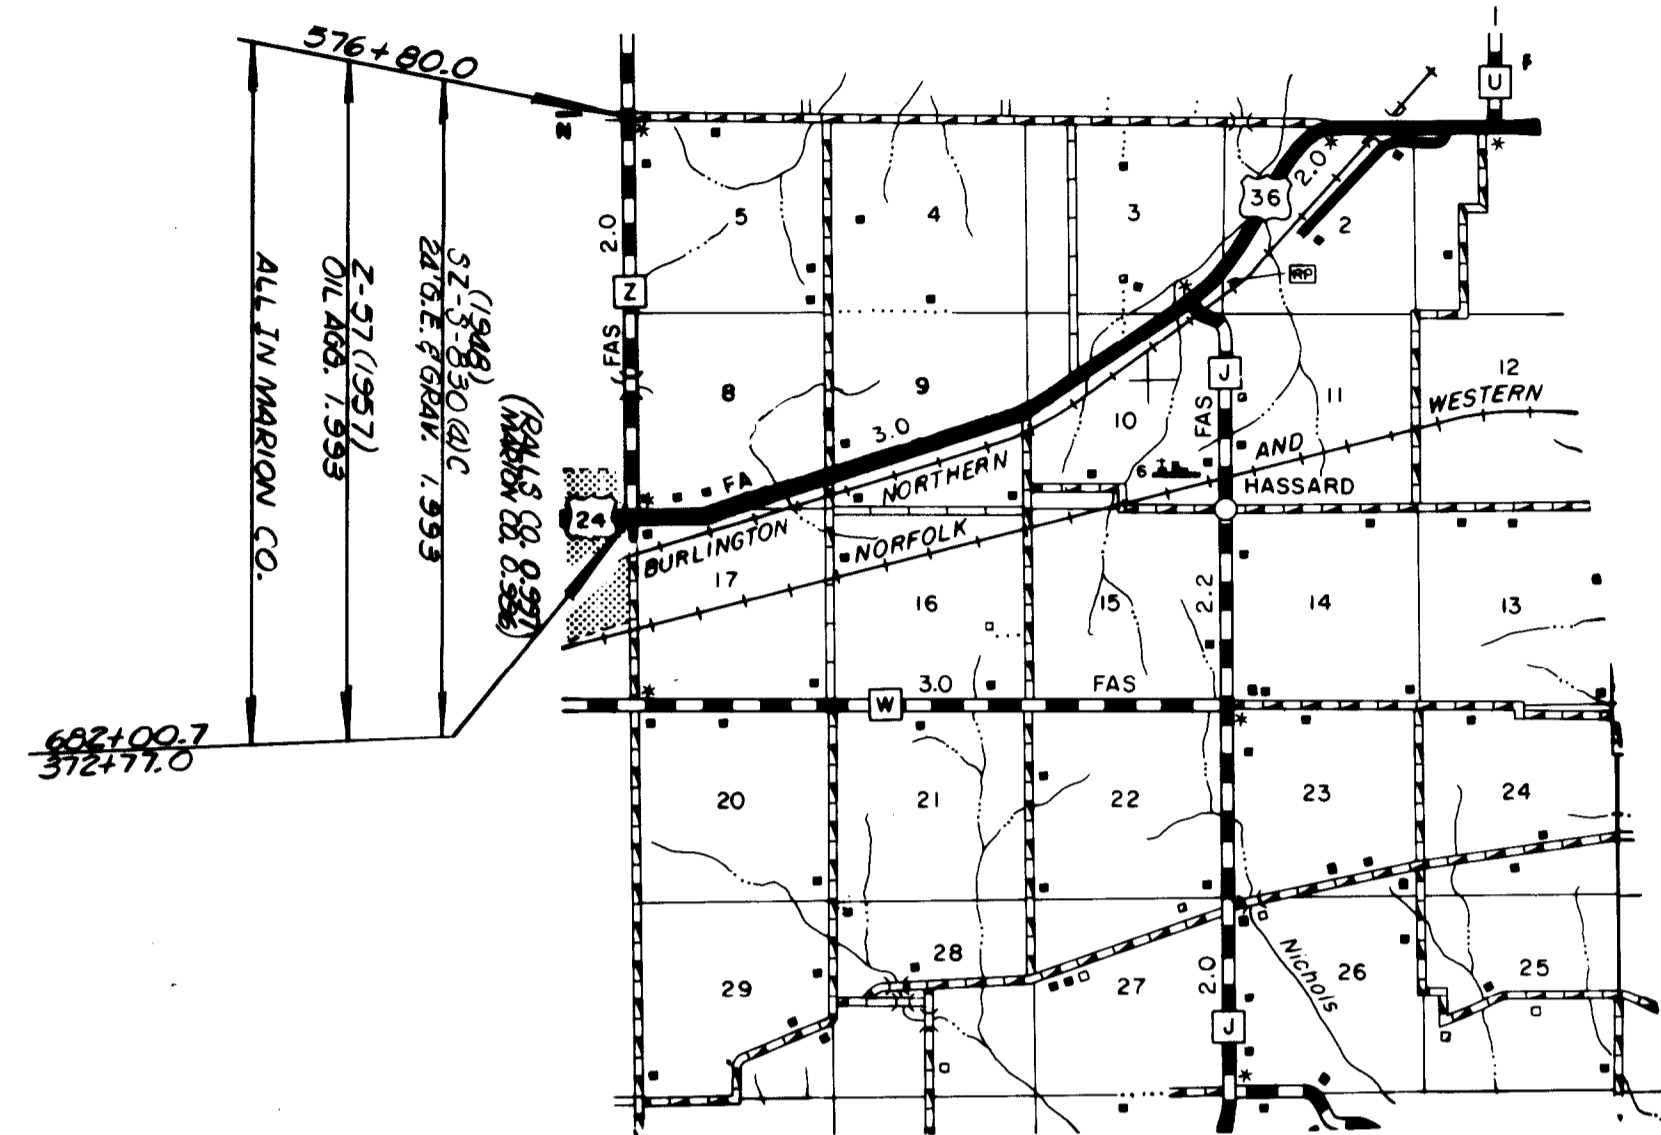 576+80.0
U
Z
36
2.0
5
4
3
2
2.0
RP
Z
FAS
8
9
10
11
12
J
FAS
WESTERN
3.0
FA
NORTHERN
6
AND
HASSARD
24
BURLINGTON
NORFOLK
17
16
15
14
13
2.2
ALL IN MARION CO.
Z-57 (1957)
OIL AGG. 1.993
(1948)
SZ-S-830(4)C
24' G.E. & GRAV. 1.993
(RALLS CO. 0.997
MARION CO. 0.996)
3.0
FAS
W
682+00.7
372+77.0
20
21
22
23
24
29
28
27
26
25
2.0
Nichols
J